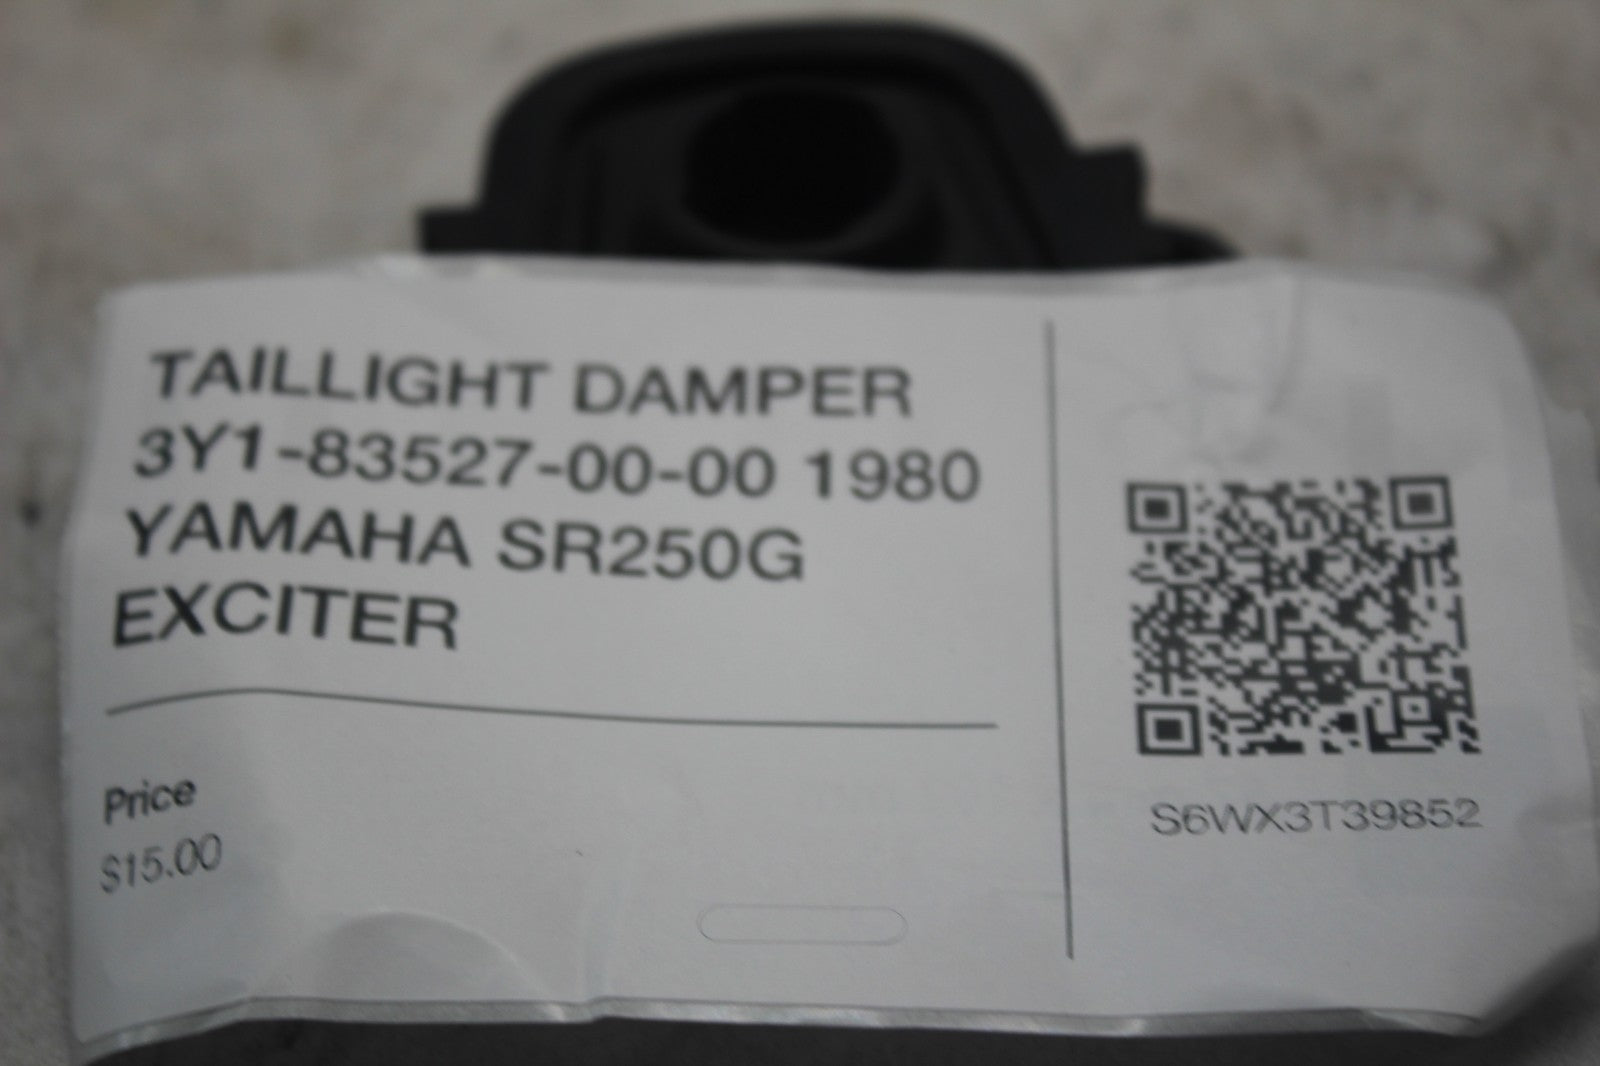 TAILLIGHT DAMPER
3Y1-83527-00-00 1980
YAMAHA SR250G
EXCITER
Price
$15.00
S6WX3T39852